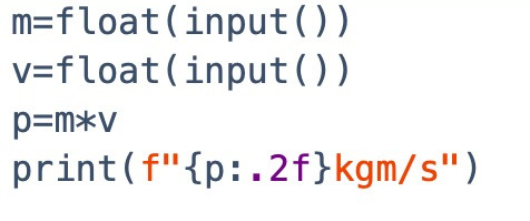 m=float(input())
v=float(input())
p=m*v
print(f"{p:.2f}kgm/s")